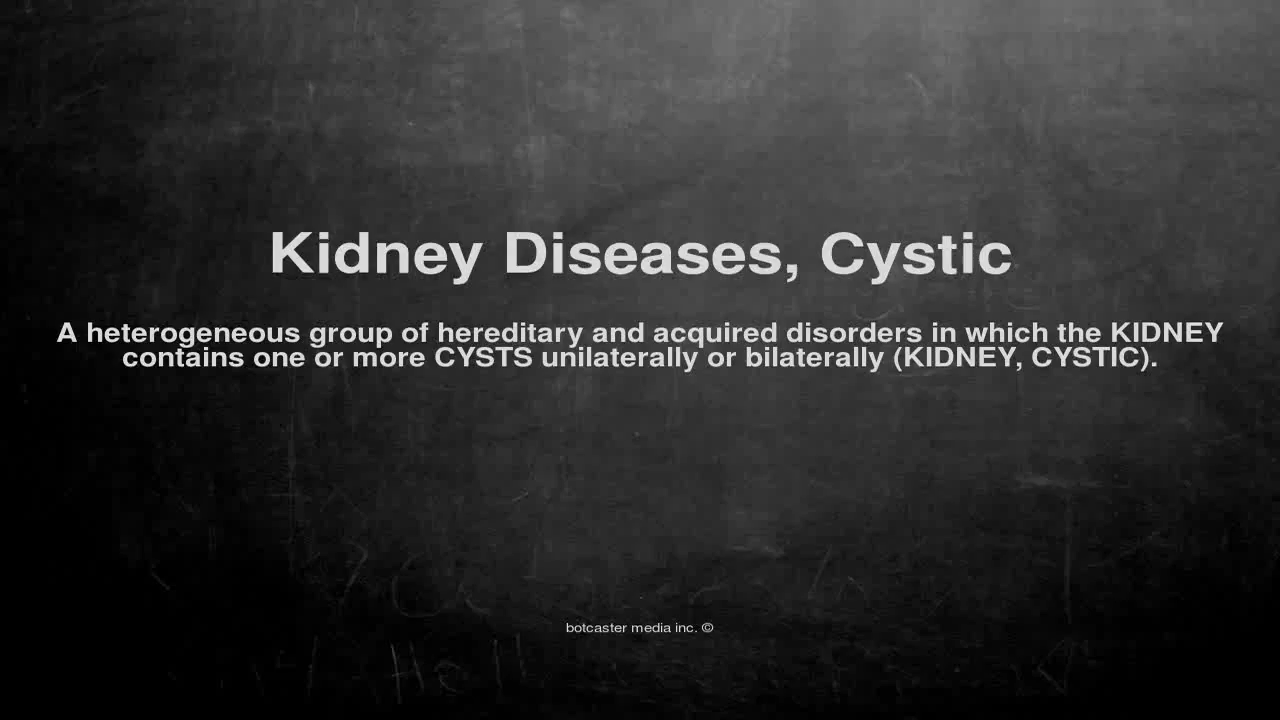 Kidney Diseases, Cystic
A heterogeneous group of hereditary and acquired disorders in which the KIDNEY
contains one or more CYSTS unilaterally or bilaterally (KIDNEY, CYSTIC).
botcaster media inc. ©